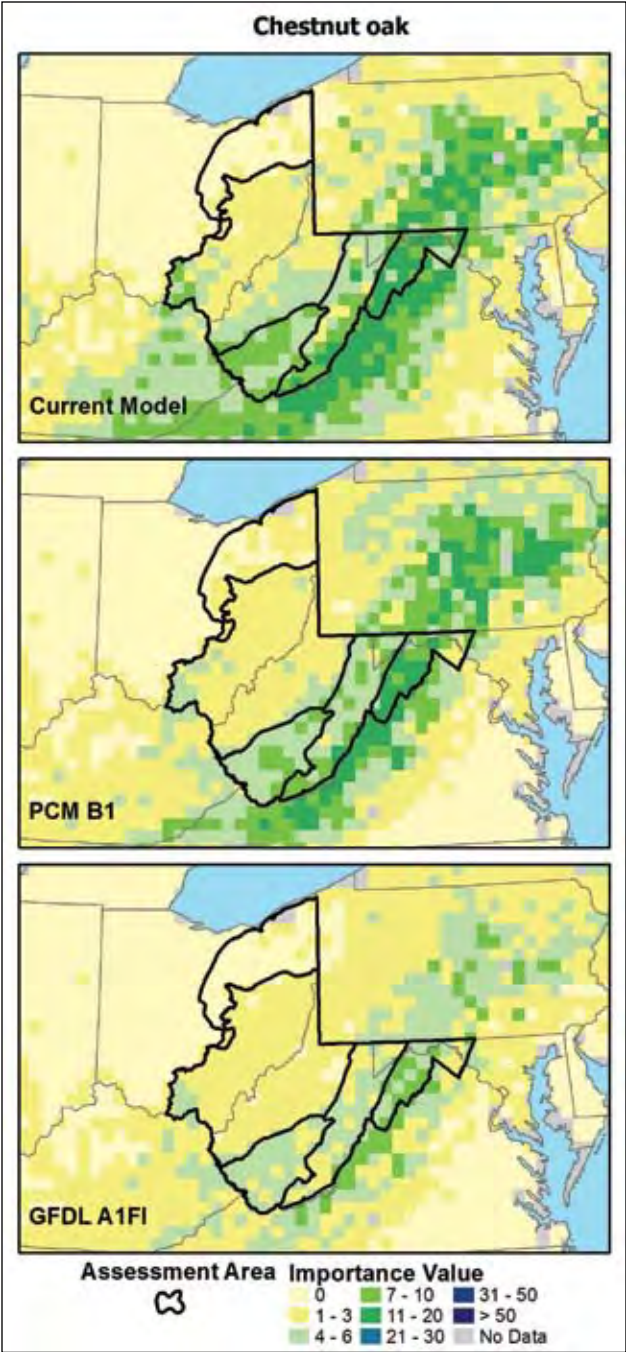 Chestnut oak
Current Model
PCM B1
GFDL A1FI
Assessment Area
Importance Value
0
1 - 3
4 - 6
7 - 10
11 - 20
21 - 30
31 - 50
> 50
No Data